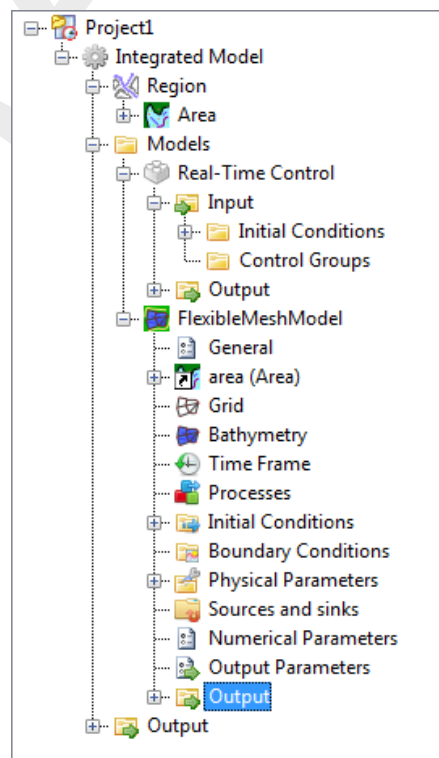 Project1
Integrated Model
Region
Area
Models
Real-Time Control
Input
Initial Conditions
Control Groups
Output
FlexibleMeshModel
General
area (Area)
Grid
Bathymetry
Time Frame
Processes
Initial Conditions
Boundary Conditions
Physical Parameters
Sources and sinks
Numerical Parameters
Output Parameters
Output
Output